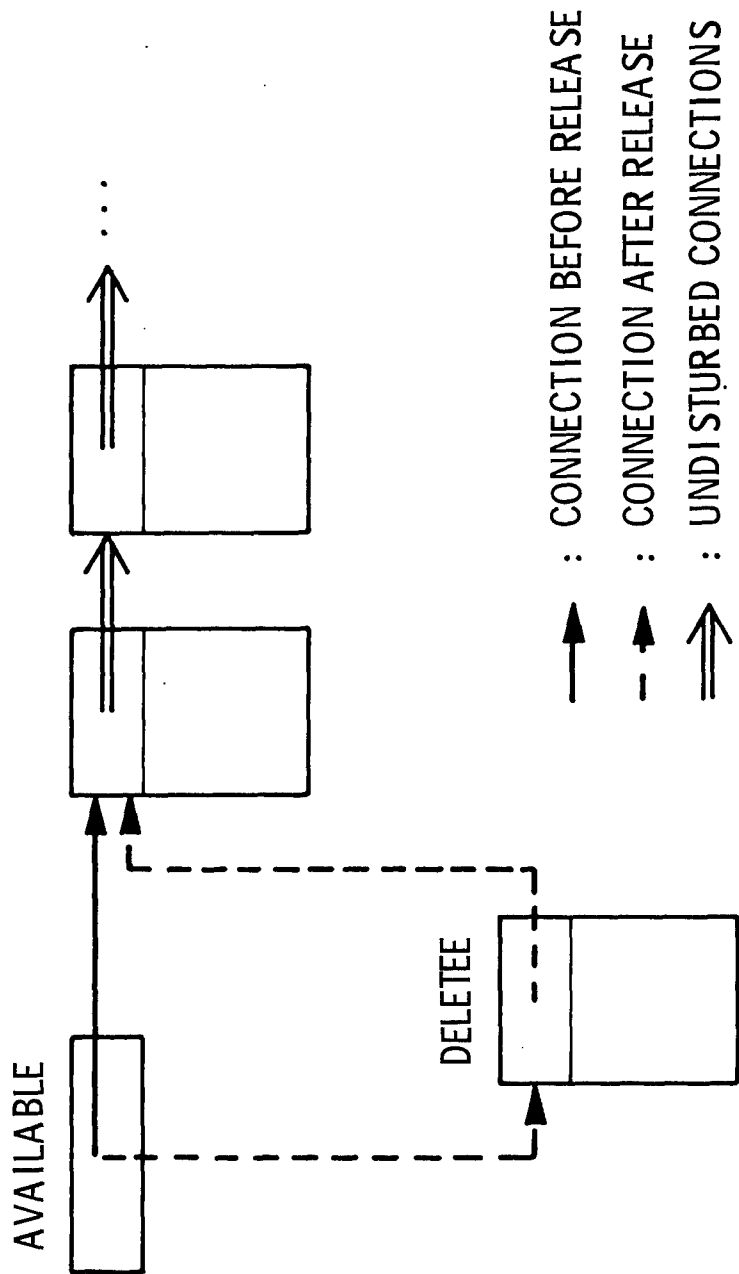 AVAILABLE
...
DELETEE
: CONNECTION BEFORE RELEASE
: CONNECTION AFTER RELEASE
: UNDISTURBED CONNECTIONS